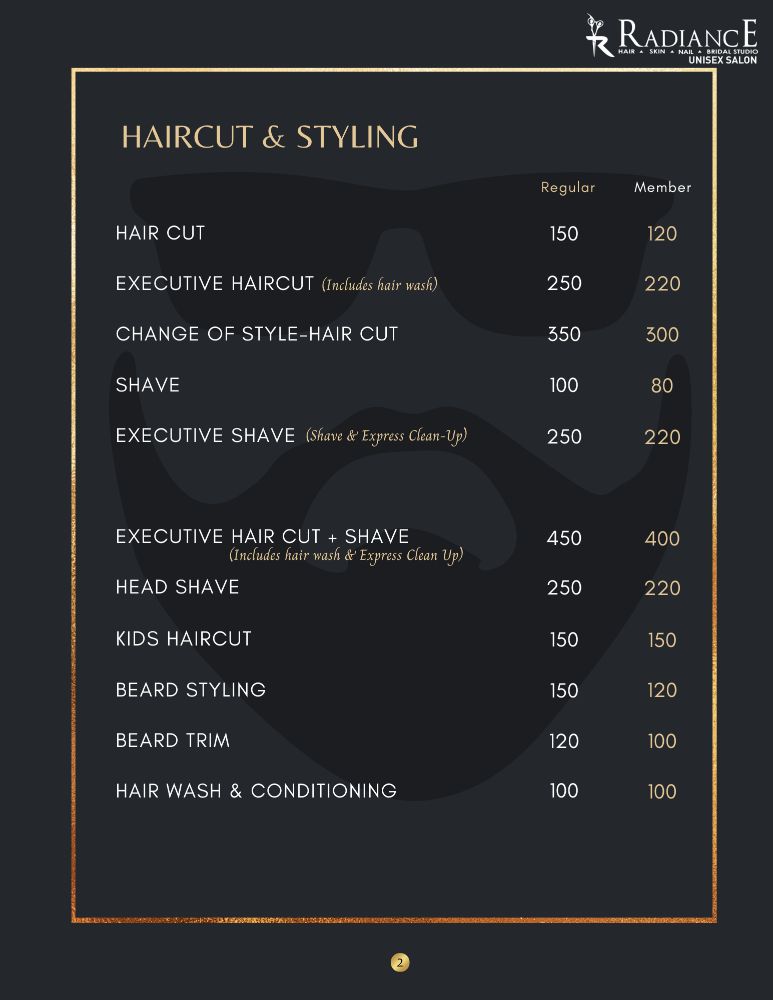 RADIANCE
HAIR ▲ SKIN ▲ NAIL ▲ BRIDAL STUDIO
UNISEX SALON
HAIRCUT & STYLING
Regular Member
HAIR CUT 150 120
EXECUTIVE HAIRCUT (Includes hair wash) 250 220
CHANGE OF STYLE-HAIR CUT 350 300
SHAVE 100 80
EXECUTIVE SHAVE (Shave & Express Clean-Up) 250 220
EXECUTIVE HAIR CUT + SHAVE 450 400
(Includes hair wash & Express Clean Up)
HEAD SHAVE 250 220
KIDS HAIRCUT 150 150
BEARD STYLING 150 120
BEARD TRIM 120 100
HAIR WASH & CONDITIONING 100 100
2